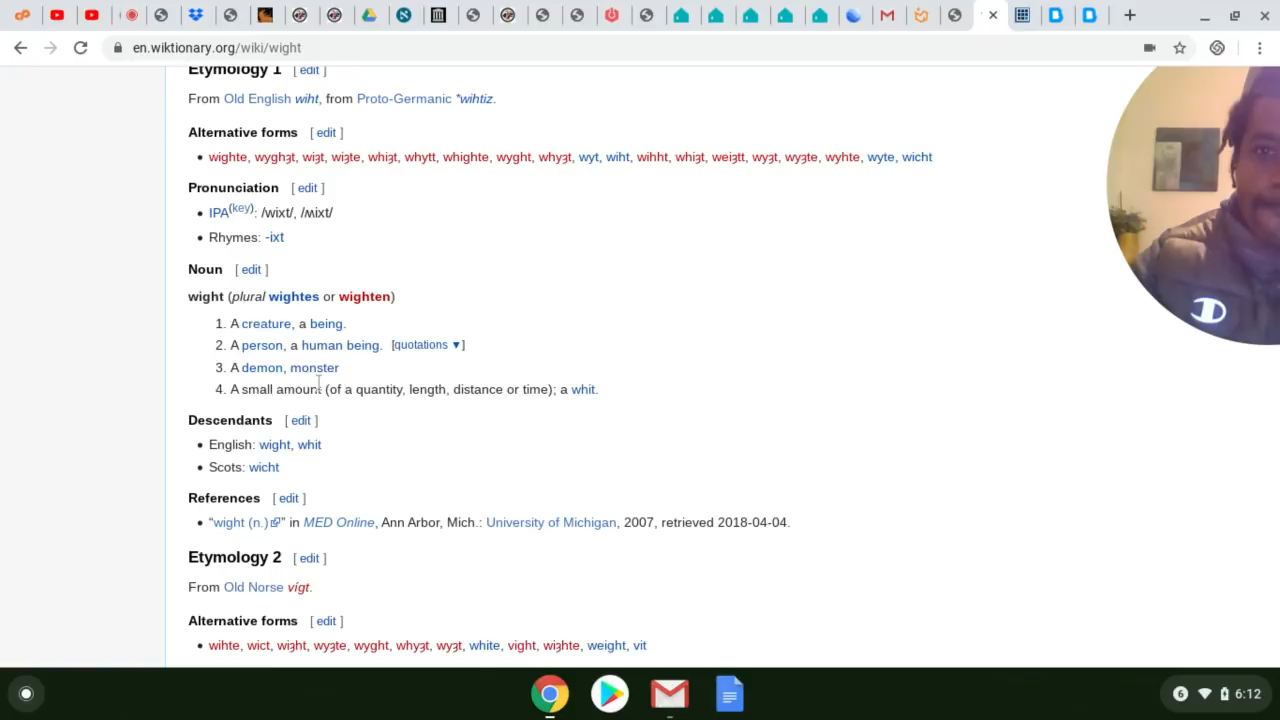 en.wiktionary.org/wiki/wight
Etymology 1 [ edit ]
From Old English wiht, from Proto-Germanic *wihtiz.
Alternative forms [ edit ]
• wighte, wyghȝt, wiȝt, wiȝte, whiȝt, whytt, whighte, wyght, whyȝt, wyt, wiht, wihht, whiȝt, weiȝtt, wyȝt, wyȝte, wyhte, wyte, wicht
Pronunciation [ edit ]
• IPA(key): /wixt/, /ʍixt/
• Rhymes: -ixt
Noun [ edit ]
wight (plural wightes or wighten)
1. A creature, a being.
2. A person, a human being. [quotations ▼]
3. A demon, monster
4. A small amount (of a quantity, length, distance or time); a whit.
Descendants [ edit ]
• English: wight, whit
• Scots: wicht
References [ edit ]
• “wight (n.)” in MED Online, Ann Arbor, Mich.: University of Michigan, 2007, retrieved 2018-04-04.
Etymology 2 [ edit ]
From Old Norse vígt.
Alternative forms [ edit ]
• wihte, wict, wiȝht, wyȝte, wyght, whyȝt, wyȝt, white, vight, wiȝhte, weight, vit
6 6:12